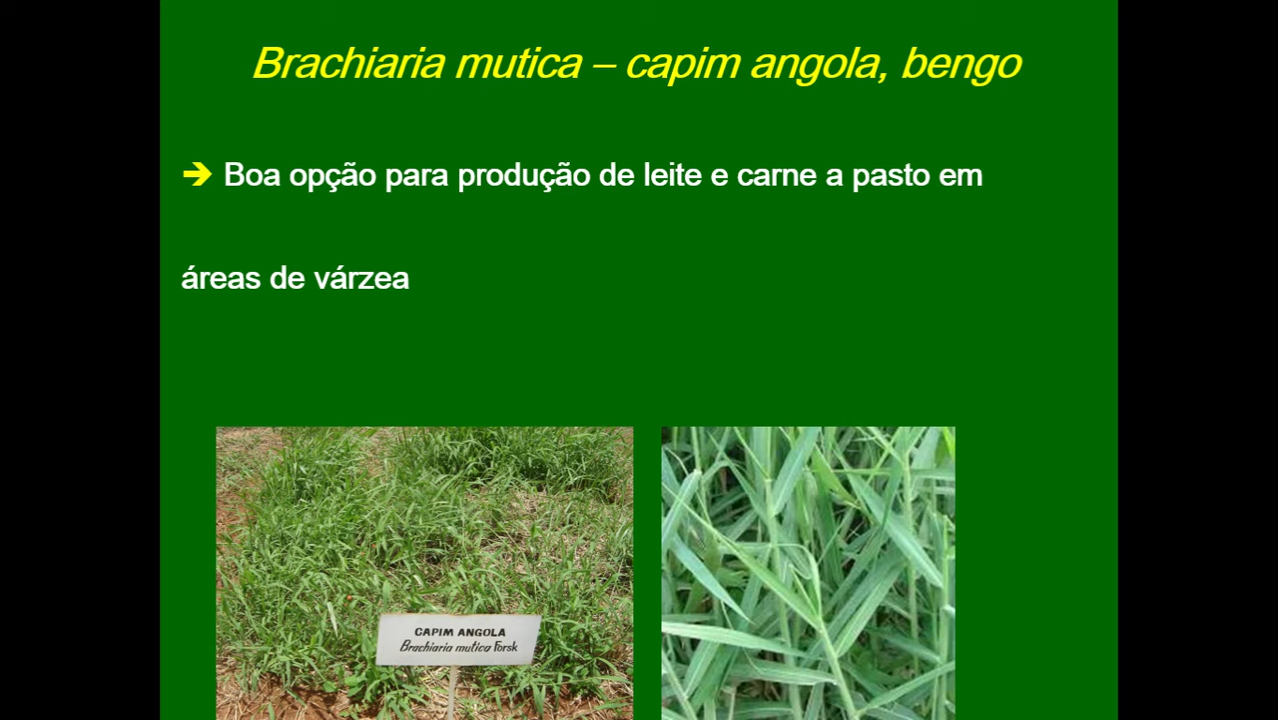 Brachiaria mutica – capim angola, bengo
➔ Boa opção para produção de leite e carne a pasto em
áreas de várzea
CAPIM ANGOLA
Brachiaria mutica Forsk